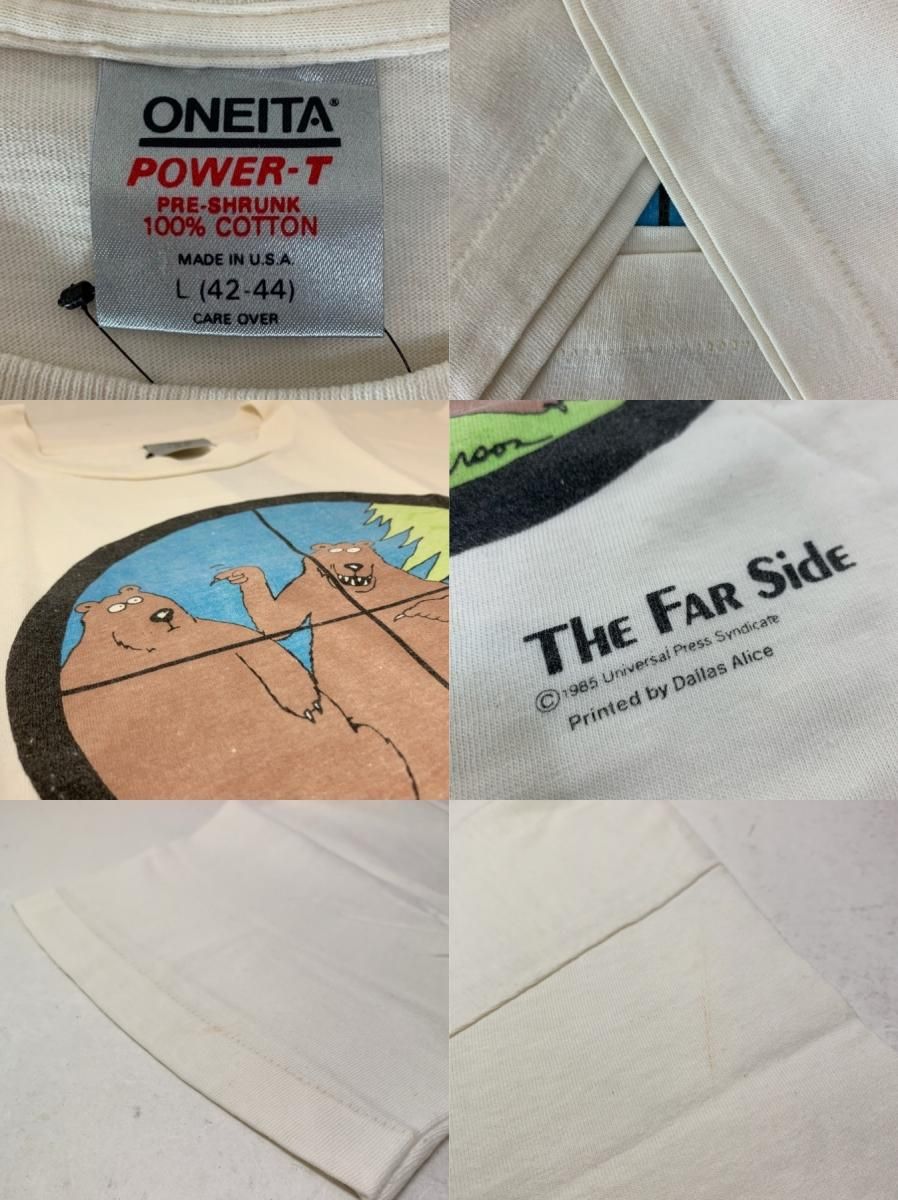 ONEITA®
POWER-T
PRE-SHRUNK
100% COTTON
MADE IN U.S.A.
L (42-44)
CARE OVER
THE FAR SIDE
© 1985 Universal Press Syndicate
Printed by Dallas Alice